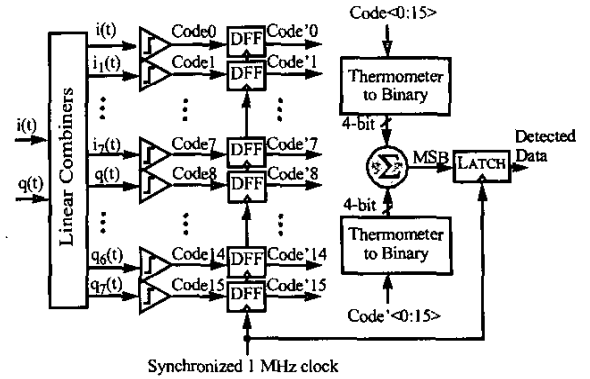 i(t)
q(t)
Linear Combiners
i(t)
Code0
DFF
Code'0
i₁(t)
Code1
DFF
Code'1
i₇(t)
Code7
DFF
Code'7
q(t)
Code8
DFF
Code'8
q₆(t)
Code14
DFF
Code'14
q₇(t)
Code15
DFF
Code'15
Synchronized 1 MHz clock
Code<0:15>
Thermometer
to Binary
4-bit
Σ
MSB
LATCH
Detected
Data
4-bit
Thermometer
to Binary
Code'<0:15>